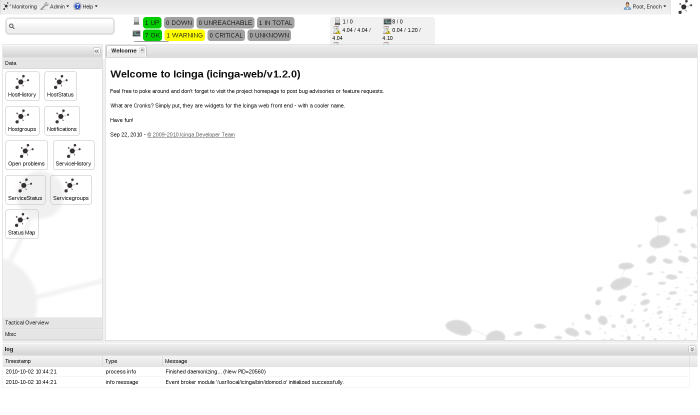 Monitoring Admin Help Root, Enoch
1 UP 0 DOWN 0 UNREACHABLE 1 IN TOTAL
7 OK 1 WARNING 0 CRITICAL 0 UNKNOWN
1 / 0 8 / 0
4.04 / 4.04 / 0.04 / 1.20 /
4.04 4.10
Welcome
Data
HostHistory HostStatus
Hostgroups Notifications
Open problems ServiceHistory
ServiceStatus Servicegroups
Status Map
Tactical Overview
Misc
Welcome to Icinga (icinga-web/v1.2.0)
Feel free to poke around and don't forget to visit the project homepage to post bug advisories or feature requests.
What are Cronks? Simply put, they are widgets for the Icinga web front end - with a cooler name.
Have fun!
Sep 22, 2010 - © 2009-2010 Icinga Developer Team
log
Timestamp Type Message
2010-10-02 10:44:21 process info Finished daemonizing... (New PID=20560)
2010-10-02 10:44:21 info message Event broker module '/usr/local/icinga/bin/idomod.o' initialized successfully.